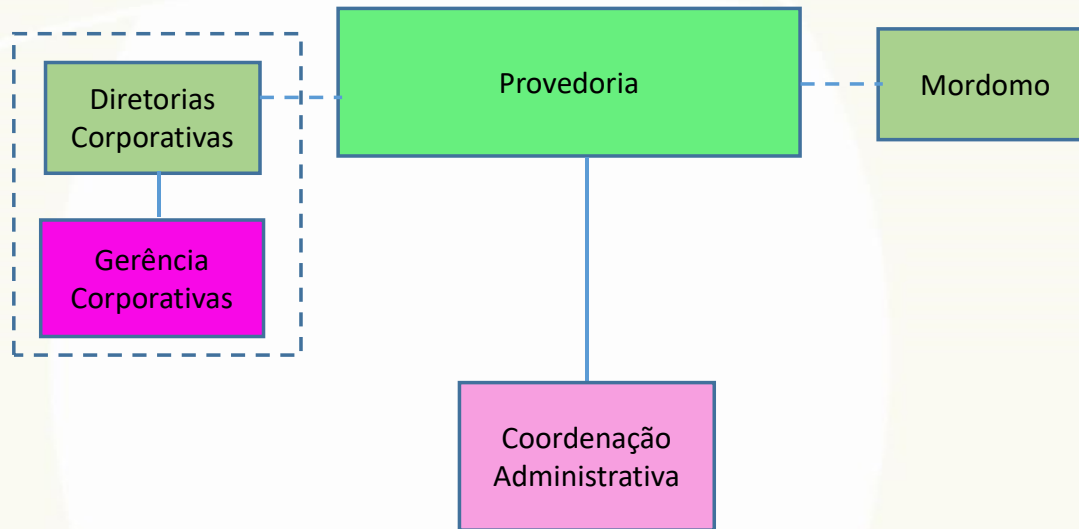 Diretorias
Corporativas
Provedoria
Mordomo
Gerência
Corporativas
Coordenação
Administrativa